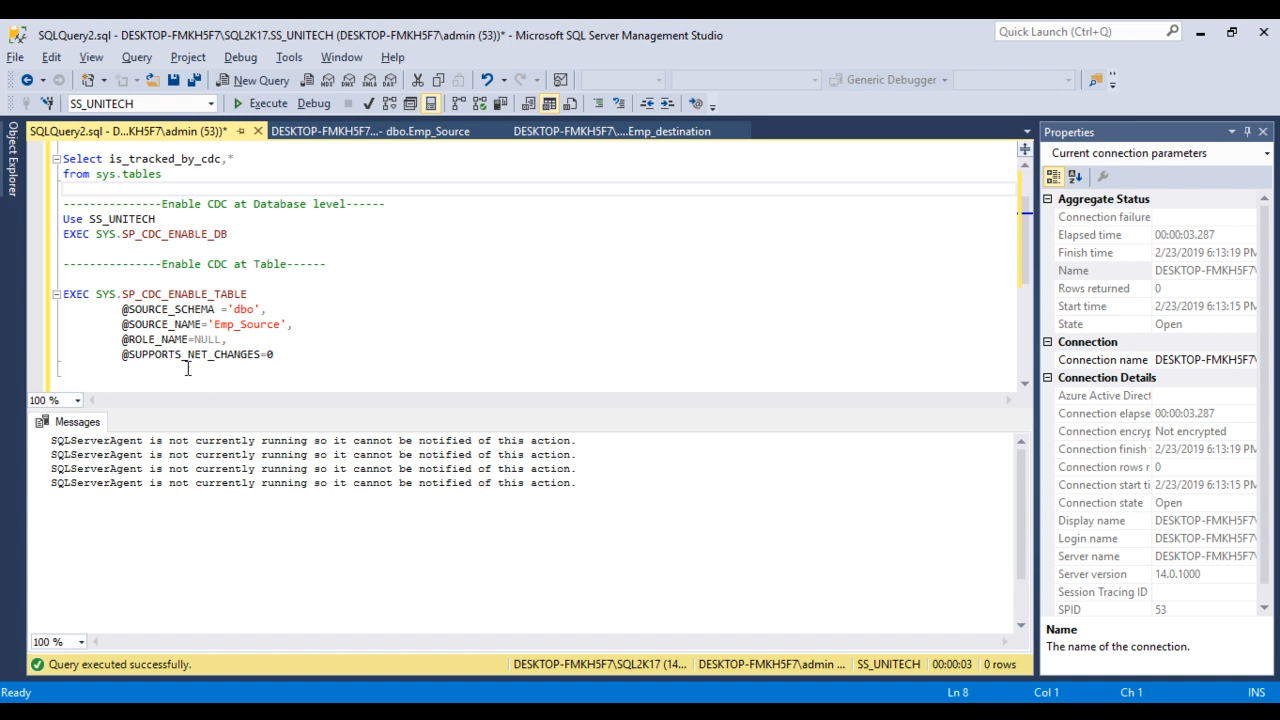 SQLQuery2.sql - DESKTOP-FMKH5F7\SQL2K17.SS_UNITECH (DESKTOP-FMKH5F7\admin (53))* - Microsoft SQL Server Management Studio
Quick Launch (Ctrl+Q)
File Edit View Query Project Debug Tools Window Help
New Query
Generic Debugger
SS_UNITECH
Execute Debug
SQLQuery2.sql - D...KH5F7\admin (53))*
DESKTOP-FMKH5F7... - dbo.Emp_Source
DESKTOP-FMKH5F7\....Emp_destination
Object Explorer
Select is_tracked_by_cdc,*
from sys.tables
---------------Enable CDC at Database level------
Use SS_UNITECH
EXEC SYS.SP_CDC_ENABLE_DB
---------------Enable CDC at Table------
EXEC SYS.SP_CDC_ENABLE_TABLE
@SOURCE_SCHEMA ='dbo',
@SOURCE_NAME='Emp_Source',
@ROLE_NAME=NULL,
@SUPPORTS_NET_CHANGES=0
100 %
Messages
SQLServerAgent is not currently running so it cannot be notified of this action.
SQLServerAgent is not currently running so it cannot be notified of this action.
SQLServerAgent is not currently running so it cannot be notified of this action.
SQLServerAgent is not currently running so it cannot be notified of this action.
100 %
Query executed successfully.
DESKTOP-FMKH5F7\SQL2K17 (14...
DESKTOP-FMKH5F7\admin ...
SS_UNITECH
00:00:03
0 rows
Properties
Current connection parameters
Aggregate Status
Connection failure
Elapsed time 00:00:03.287
Finish time 2/23/2019 6:13:19 PM
Name DESKTOP-FMKH5F7\
Rows returned 0
Start time 2/23/2019 6:13:15 PM
State Open
Connection
Connection name DESKTOP-FMKH5F7\
Connection Details
Azure Active Direct
Connection elapse 00:00:03.287
Connection encryp Not encrypted
Connection finish 2/23/2019 6:13:19 PM
Connection rows r 0
Connection start ti 2/23/2019 6:13:15 PM
Connection state Open
Display name DESKTOP-FMKH5F7\
Login name DESKTOP-FMKH5F7\
Server name DESKTOP-FMKH5F7\
Server version 14.0.1000
Session Tracing ID
SPID 53
Name
The name of the connection.
Ready
Ln 8
Col 1
Ch 1
INS